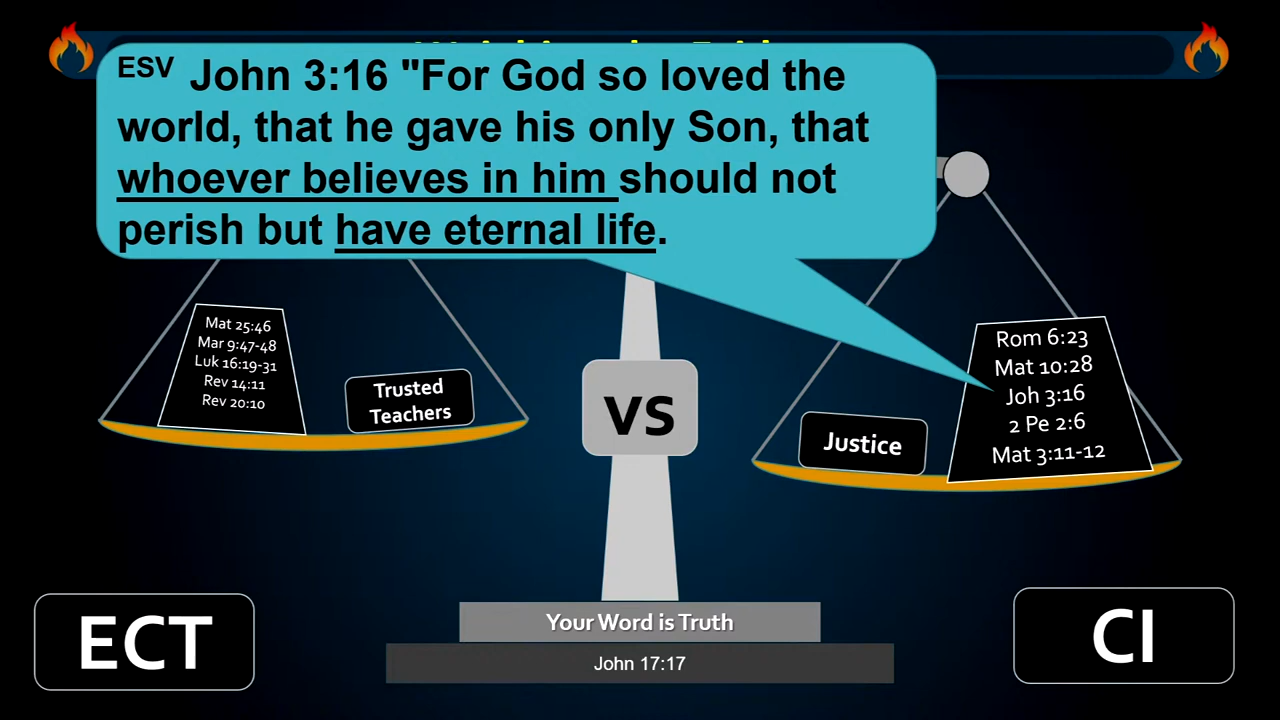 ESV John 3:16 "For God so loved the
world, that he gave his only Son, that
whoever believes in him should not
perish but have eternal life.
Mat 25:46
Mar 9:47-48
Luk 16:19-31
Rev 14:11
Rev 20:10
Trusted
Teachers
VS
Justice
Rom 6:23
Mat 10:28
Joh 3:16
2 Pe 2:6
Mat 3:11-12
ECT
Your Word is Truth
John 17:17
CI